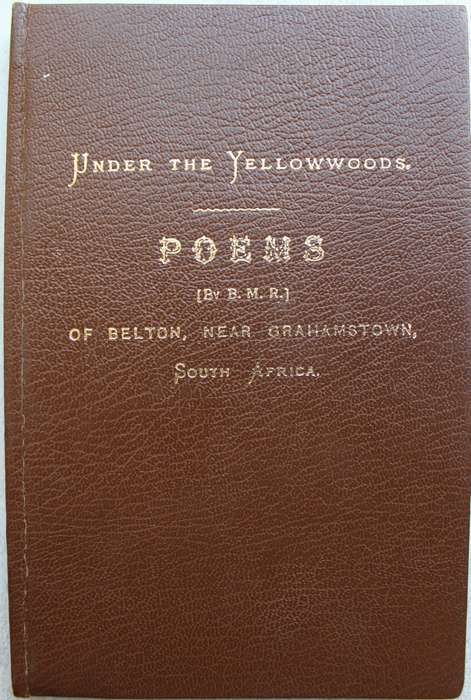 UNDER THE YELLOWWOODS.
POEMS
[BY B. M. R.]
OF BELTON, NEAR GRAHAMSTOWN,
SOUTH AFRICA.